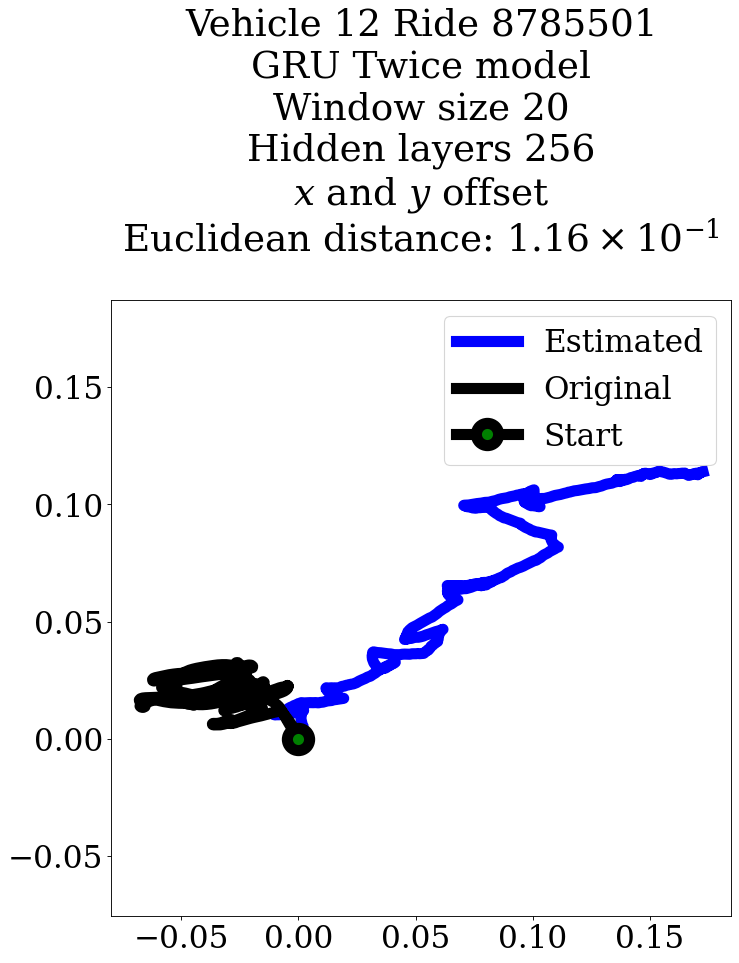 Vehicle 12 Ride 8785501
GRU Twice model
Window size 20
Hidden layers 256
x and y offset
Euclidean distance: 1.16 × 10⁻¹
Estimated
Original
Start
0.15
0.10
0.05
0.00
−0.05
−0.05 0.00 0.05 0.10 0.15